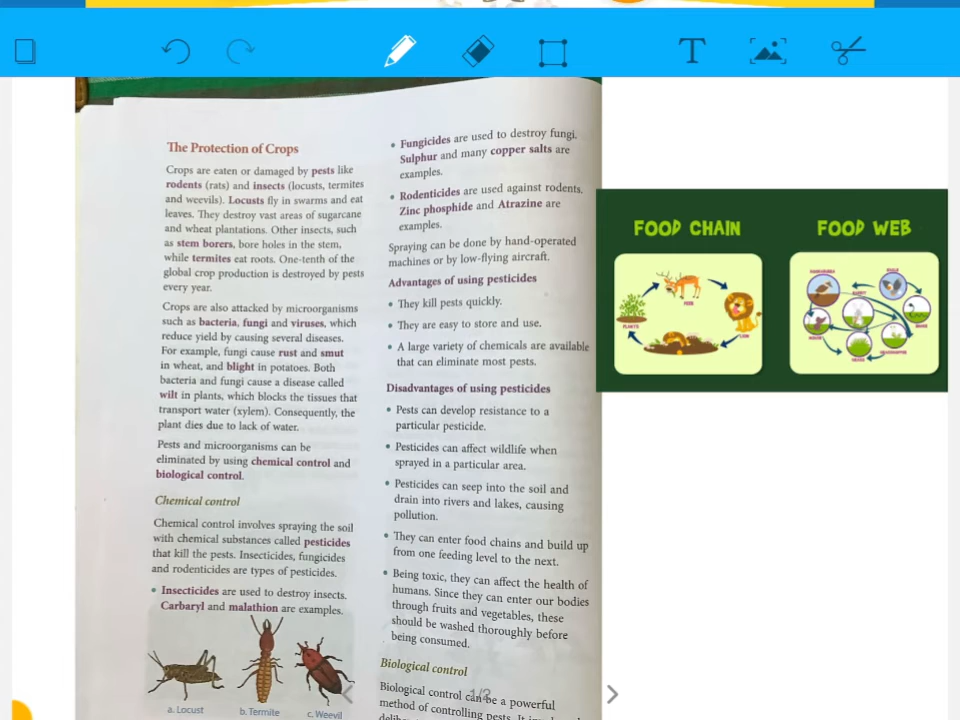 T
The Protection of Crops
Crops are eaten or damaged by pests like
rodents (rats) and insects (locusts, termites
and weevils). Locusts fly in swarms and eat
leaves. They destroy vast areas of sugarcane
and wheat plantations. Other insects, such
as stem borers, bore holes in the stem,
while termites eat roots. One-tenth of the
global crop production is destroyed by pests
every year.
Crops are also attacked by microorganisms
such as bacteria, fungi and viruses, which
reduce yield by causing several diseases.
For example, fungi cause rust and smut
in wheat, and blight in potatoes. Both
bacteria and fungi cause a disease called
wilt in plants, which blocks the tissues that
transport water (xylem). Consequently, the
plant dies due to lack of water.
Pests and microorganisms can be
eliminated by using chemical control and
biological control.
Chemical control
Chemical control involves spraying the soil
with chemical substances called pesticides
that kill the pests. Insecticides, fungicides
and rodenticides are types of pesticides.
• Insecticides are used to destroy insects.
Carbaryl and malathion are examples.
a. Locust
b. Termite
c. Weevil
• Fungicides are used to destroy fungi.
Sulphur and many copper salts are
examples.
• Rodenticides are used against rodents.
Zinc phosphide and Atrazine are
examples.
Spraying can be done by hand-operated
machines or by low-flying aircraft.
Advantages of using pesticides
• They kill pests quickly.
• They are easy to store and use.
• A large variety of chemicals are available
that can eliminate most pests.
Disadvantages of using pesticides
• Pests can develop resistance to a
particular pesticide.
• Pesticides can affect wildlife when
sprayed in a particular area.
• Pesticides can seep into the soil and
drain into rivers and lakes, causing
pollution.
• They can enter food chains and build up
from one feeding level to the next.
• Being toxic, they can affect the health of
humans. Since they can enter our bodies
through fruits and vegetables, these
should be washed thoroughly before
being consumed.
Biological control
Biological control can be a powerful
method of controlling pests. It
1/2
FOOD CHAIN
DEER
PLANTS
LION
FOOD WEB